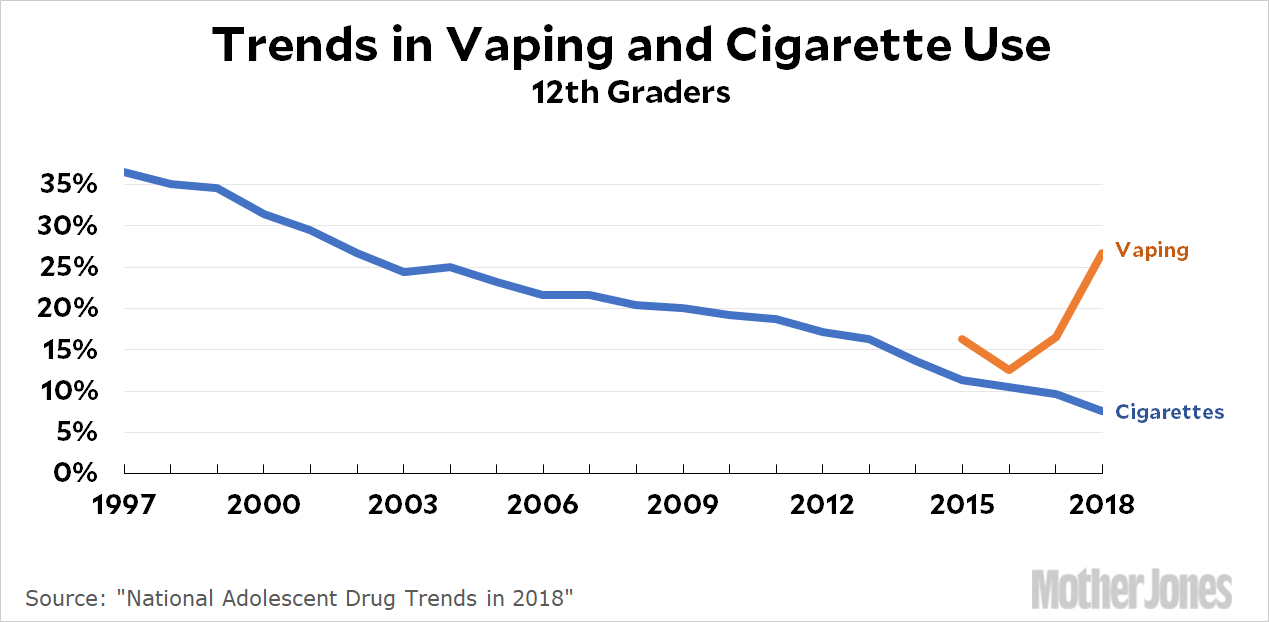 Trends in Vaping and Cigarette Use
12th Graders
35%
30%
25%
20%
15%
10%
5%
0%
Vaping
Cigarettes
1997 2000 2003 2006 2009 2012 2015 2018
Source: "National Adolescent Drug Trends in 2018"
Mother Jones